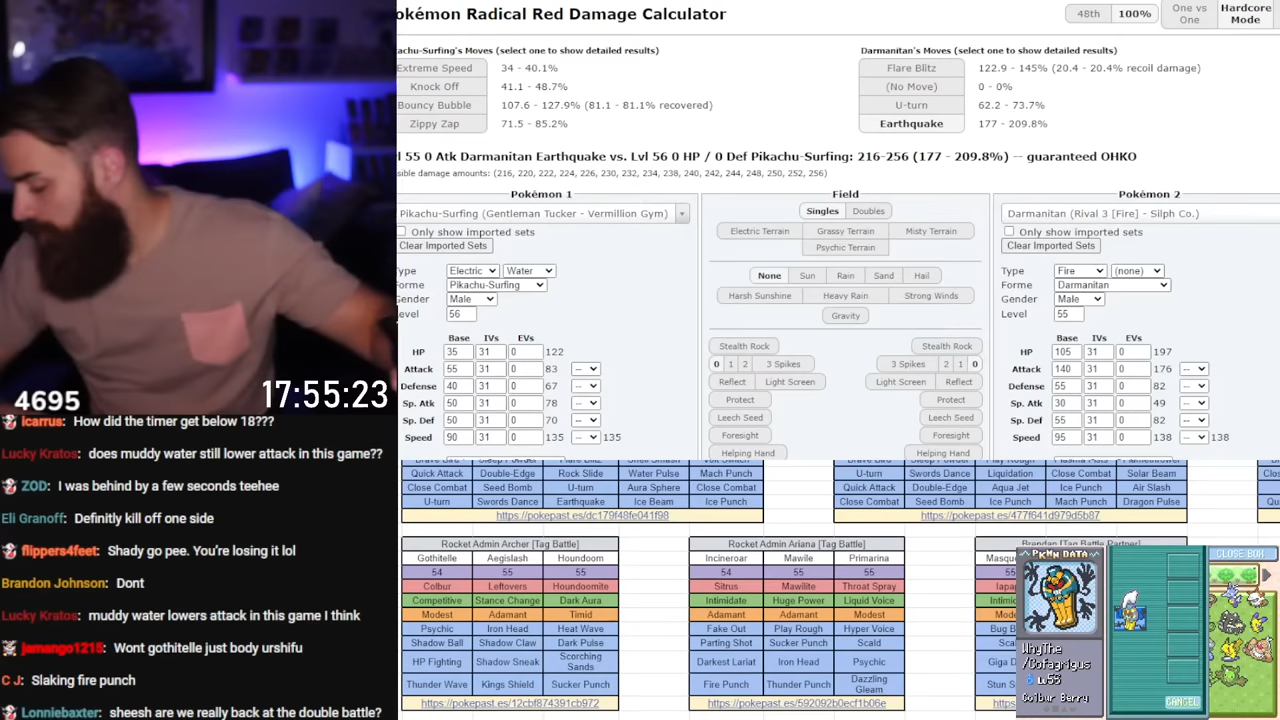 Pokémon Radical Red Damage Calculator
48th
100%
One vs One
Hardcore Mode
Pikachu-Surfing's Moves (select one to show detailed results)
Extreme Speed 34 - 40.1%
Knock Off 41.1 - 48.7%
Bouncy Bubble 107.6 - 127.9% (81.1 - 81.1% recovered)
Zippy Zap 71.5 - 85.2%
Darmanitan's Moves (select one to show detailed results)
Flare Blitz 122.9 - 145% (20.4 - 20.4% recoil damage)
(No Move) 0 - 0%
U-turn 62.2 - 73.7%
Earthquake 177 - 209.8%
l 55 0 Atk Darmanitan Earthquake vs. Lvl 56 0 HP / 0 Def Pikachu-Surfing: 216-256 (177 - 209.8%) -- guaranteed OHKO
sible damage amounts: (216, 220, 222, 224, 226, 230, 232, 234, 238, 240, 242, 244, 248, 250, 252, 256)
Pokémon 1
Pikachu-Surfing (Gentleman Tucker - Vermillion Gym)
Only show imported sets
Clear Imported Sets
Type Electric Water
Forme Pikachu-Surfing
Gender Male
Level 56
Base IVs EVs
HP 35 31 0 122
Attack 55 31 0 83 --
Defense 40 31 0 67 --
Sp. Atk 50 31 0 78 --
Sp. Def 50 31 0 70 --
Speed 90 31 0 135 -- 135
Field
Singles Doubles
Electric Terrain Grassy Terrain Misty Terrain
Psychic Terrain
None Sun Rain Sand Hail
Harsh Sunshine Heavy Rain Strong Winds
Gravity
Stealth Rock Stealth Rock
0 1 2 3 Spikes 3 Spikes 2 1 0
Reflect Light Screen Light Screen Reflect
Protect Protect
Leech Seed Leech Seed
Foresight Foresight
Helping Hand Helping Hand
Pokémon 2
Darmanitan (Rival 3 [Fire] - Silph Co.)
Only show imported sets
Clear Imported Sets
Type Fire (none)
Forme Darmanitan
Gender Male
Level 55
Base IVs EVs
HP 105 31 0 197
Attack 140 31 0 176 --
Defense 55 31 0 82 --
Sp. Atk 30 31 0 49 --
Sp. Def 55 31 0 82 --
Speed 95 31 0 138 -- 138
4695
17:55:23
icarrus: How did the timer get below 18???
Lucky Kratos: does muddy water still lower attack in this game??
ZOD: I was behind by a few seconds teehee
Eli Granoff: Definitly kill off one side
flippers4feet: Slady go pee. You're losing it lol
Brandon Johnson: Dont
Lucky Kratos: muddy water lowers attack in this game I think
jamango1215: Won't gothitelle just body urshifu
C J: Slaking fire punch
Lonniebaxter: sheesh are we really back at the double battle?
Quick Attack Double-Edge Rock Slide Water Pulse Mach Punch
Close Combat Seed Bomb U-turn Aura Sphere Close Combat
U-turn Swords Dance Earthquake Ice Beam Ice Punch
https://pokepast.es/dc179f48fe041f98
U-turn Swords Dance Liquidation Close Combat Solar Beam
Quick Attack Double-Edge Aqua Jet Ice Punch Air Slash
Close Combat Seed Bomb Ice Punch Mach Punch Dragon Pulse
https://pokepast.es/477f641d979d5b87
Rocket Admin Archer [Tag Battle]
Gothitelle Aegislash Houndoom
54 55 55
Colbur Leftovers Houndoomite
Competitive Stance Change Dark Aura
Modest Adamant Timid
Psychic Iron Head Heat Wave
Shadow Ball Shadow Claw Dark Pulse
HP Fighting Shadow Sneak Scorching Sands
Thunder Wave Kings Shield Sucker Punch
https://pokepast.es/12cbf874391cb972
Rocket Admin Ariana [Tag Battle]
Incineroar Mawile Primarina
54 55 55
Sitrus Mawilite Throat Spray
Intimidate Huge Power Liquid Voice
Adamant Adamant Modest
Fake Out Play Rough Hyper Voice
Parting Shot Sucker Punch Scald
Darkest Lariat Iron Head Psychic
Fire Punch Thunder Punch Dazzling Gleam
https://pokepast.es/592092b0ecf1b06e
Brendan [Tag Battle Partner]
PKMN DATA
CLOSE BOX
WhyThe
/Cofagrigus
Lv53
Colbur Berry
CANCEL